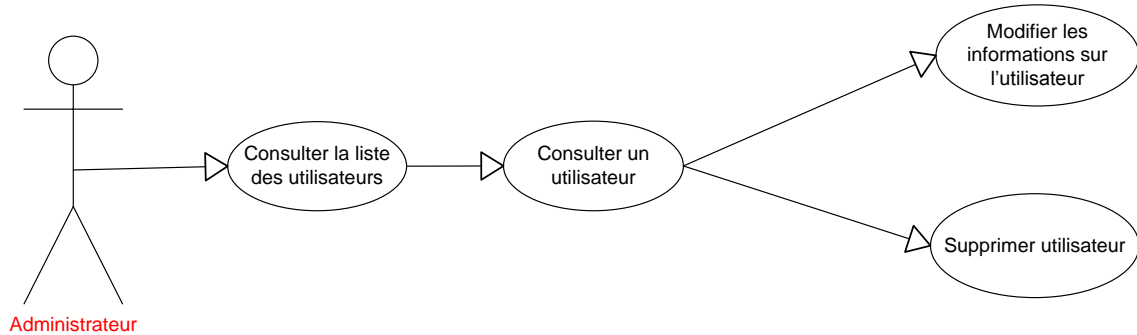 Modifier les
informations sur
l'utilisateur
Consulter la liste
des utilisateurs
Consulter un
utilisateur
Supprimer utilisateur
Administrateur